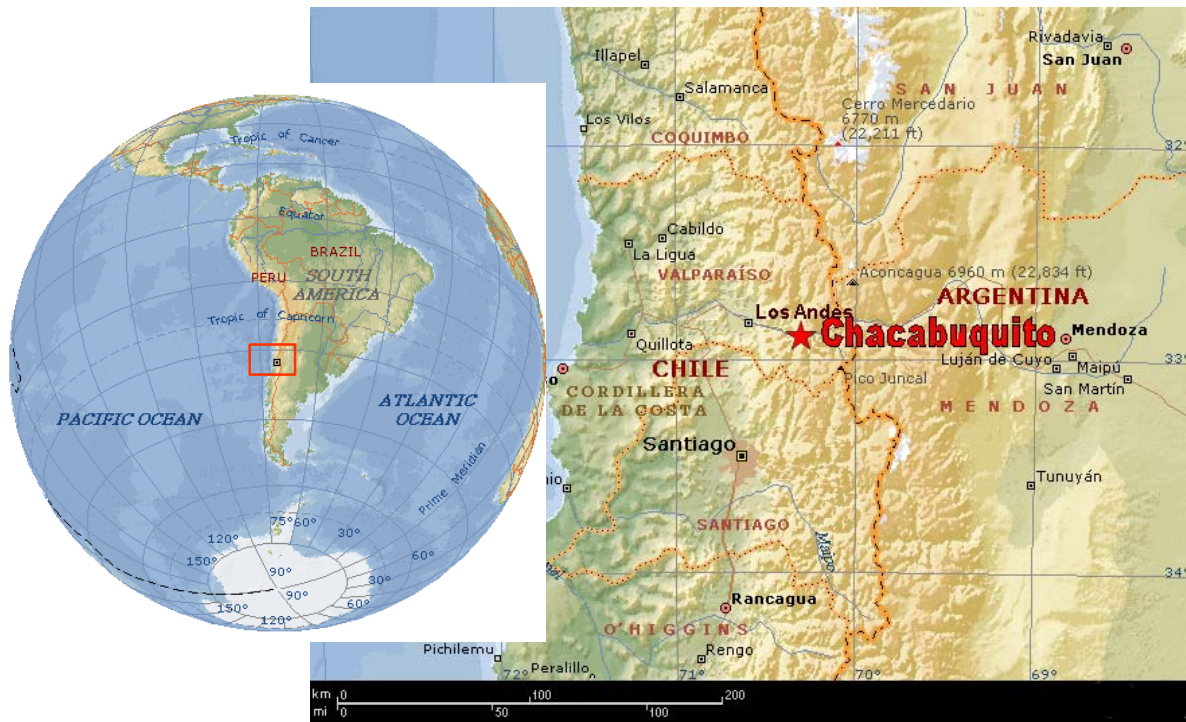 Tropic of Cancer
Equator
BRAZIL
PERU
SOUTH
AMERICA
Tropic of Capricorn
PACIFIC OCEAN
ATLANTIC
OCEAN
Prime Meridian
75° 60°
120°
30°
30°
150°
60°
90°
90°
30°
150°
60°
120°
Rivadavia
San Juan
Illapel
SAN JUAN
Salamanca
Cerro Mercedario
6770 m
(22,211 ft)
Los Vilos
COQUIMBO
32°
Cabildo
La Ligua
VALPARAÍSO
Aconcagua 6960 m (22,834 ft)
ARGENTINA
Los Andes
Chacabuquito
Mendoza
Quillota
Luján de Cuyo
33°
CHILE
Maipú
Pico Juncal
San Martín
CORDILLERA
DE LA COSTA
MENDOZA
Santiago
Tunuyán
SANTIAGO
Maipo
34°
Rancagua
O'HIGGINS
Pichilemu
Rengo
Peralillo
72°
71°
70°
69°
km 0 100 200
mi 0 50 100